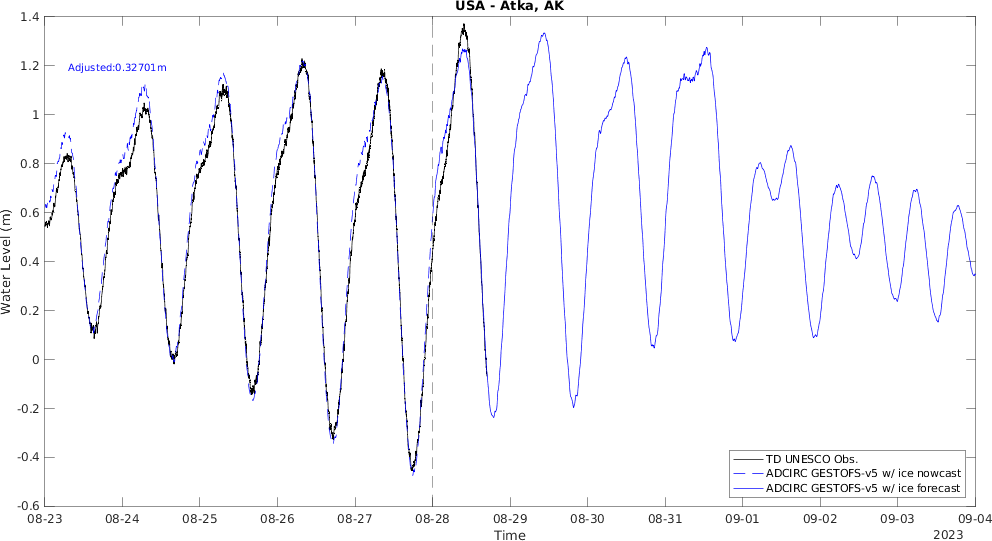 USA - Atka, AK
Adjusted:0.32701m
Water Level (m)
1.4
1.2
1
0.8
0.6
0.4
0.2
0
-0.2
-0.4
-0.6
TD UNESCO Obs.
ADCIRC GESTOFS-v5 w/ ice nowcast
ADCIRC GESTOFS-v5 w/ ice forecast
08-23 08-24 08-25 08-26 08-27 08-28 08-29 08-30 08-31 09-01 09-02 09-03 09-04
Time
2023